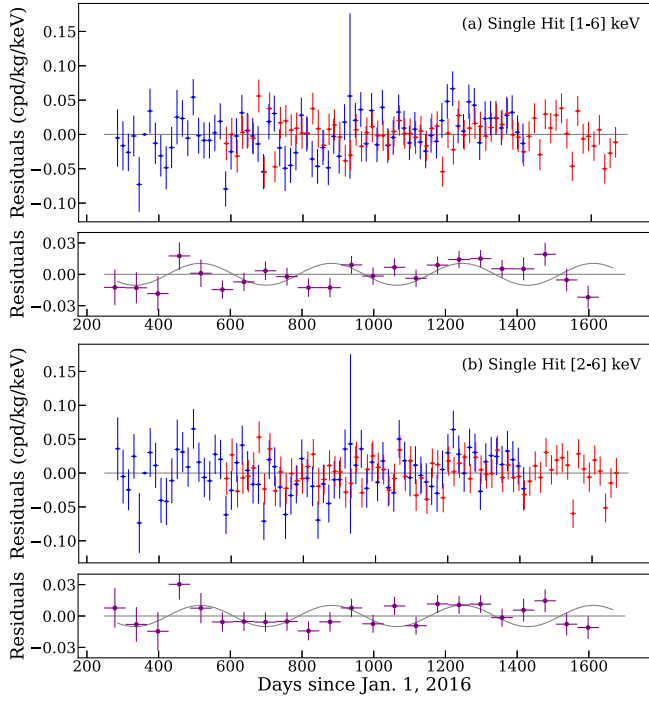 (a) Single Hit [1-6] keV
Residuals (cpd/kg/keV)
0.15
0.10
0.05
0.00
−0.05
−0.10
Residuals
0.03
0.00
−0.03
200 400 600 800 1000 1200 1400 1600
(b) Single Hit [2-6] keV
Residuals (cpd/kg/keV)
0.15
0.10
0.05
0.00
−0.05
−0.10
Residuals
0.03
0.00
−0.03
200 400 600 800 1000 1200 1400 1600
Days since Jan. 1, 2016